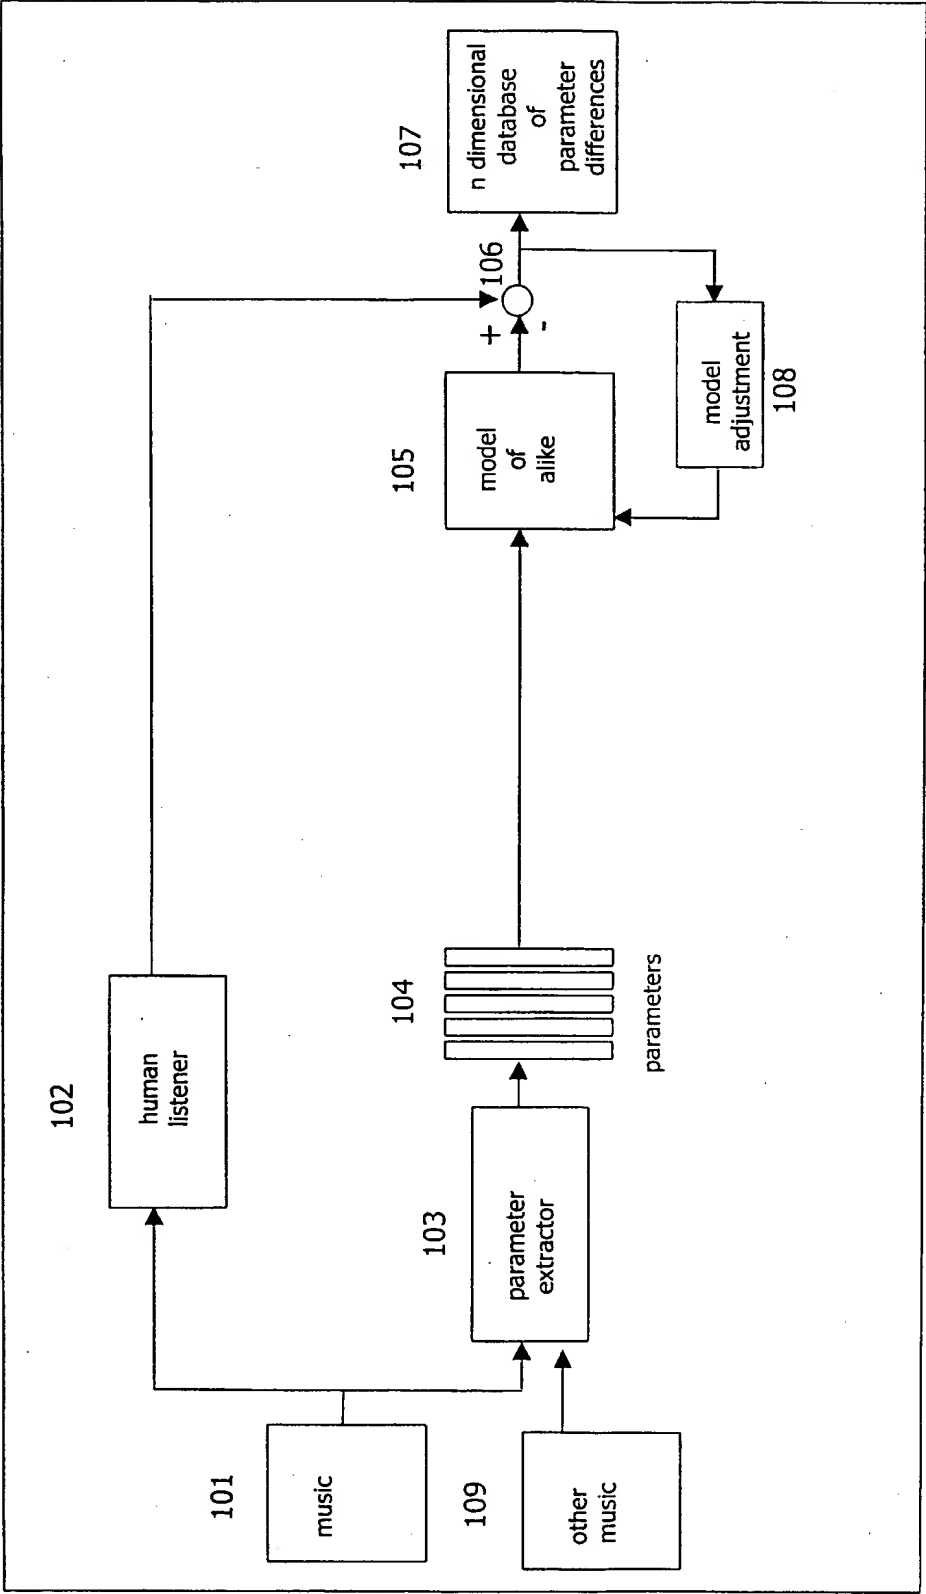 101
music
109
other
music
102
human
listener
103
parameter
extractor
104
parameters
105
model
of
alike
+
-
106
107
n dimensional
database
of
parameter
differences
model
adjustment
108